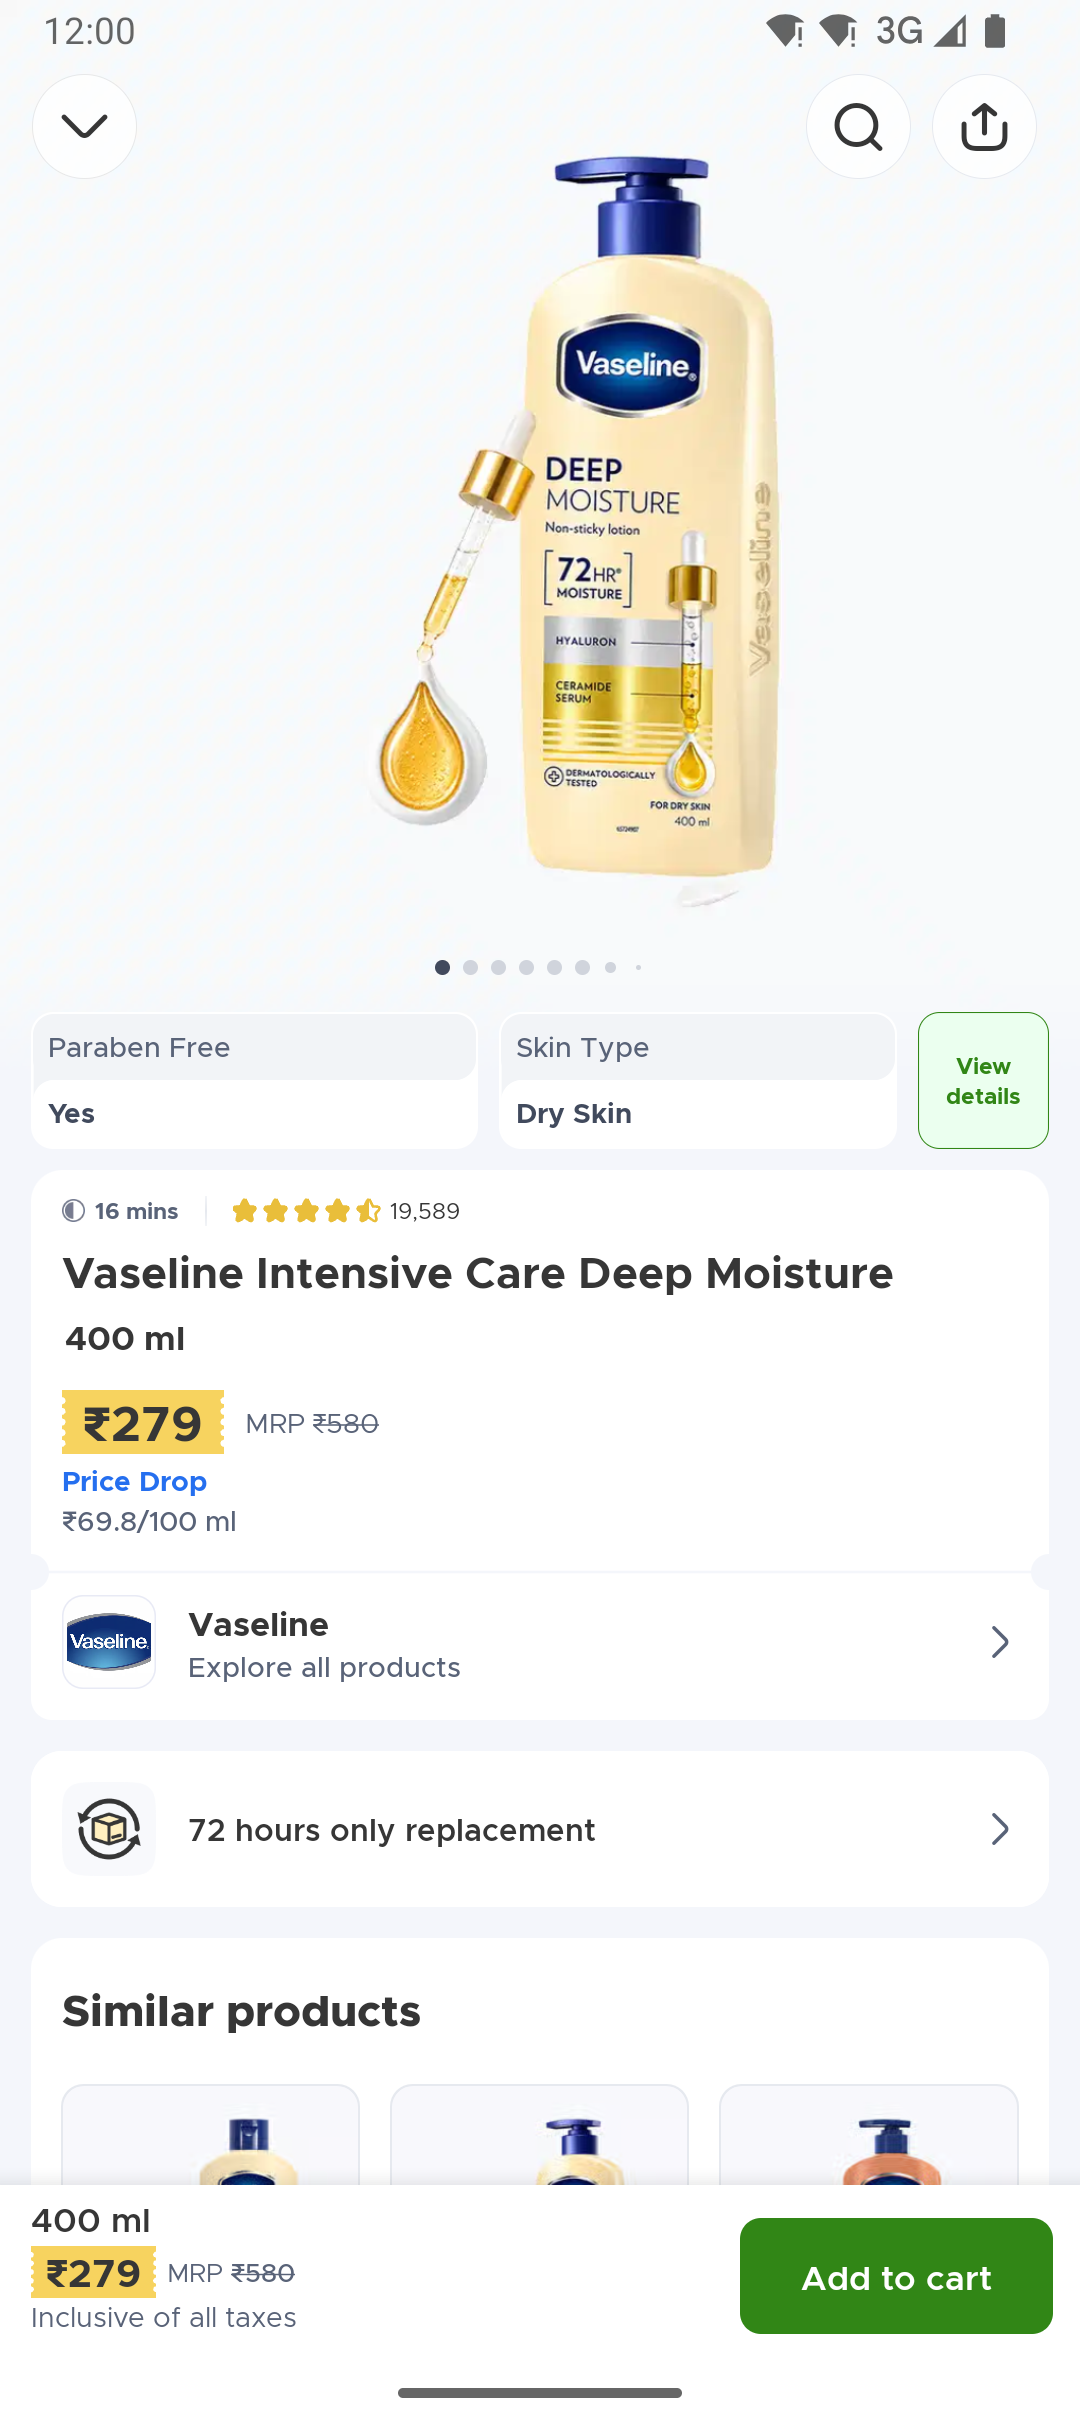 12:00
3G
Vaseline
DEEP
MOISTURE
Non-sticky lotion
72HR
MOISTURE
HYALURON
CERAMIDE
SERUM
DERMATOLOGICALLY
TESTED
FOR DRY SKIN
400 ml
Vaseline
Paraben Free
Yes
Skin Type
Dry Skin
View
details
16 mins
19,589
Vaseline Intensive Care Deep Moisture
400 ml
₹279 MRP ₹580
Price Drop
₹69.8/100 ml
Vaseline
Vaseline
Explore all products
72 hours only replacement
Similar products
400 ml
₹279 MRP ₹580
Inclusive of all taxes
Add to cart